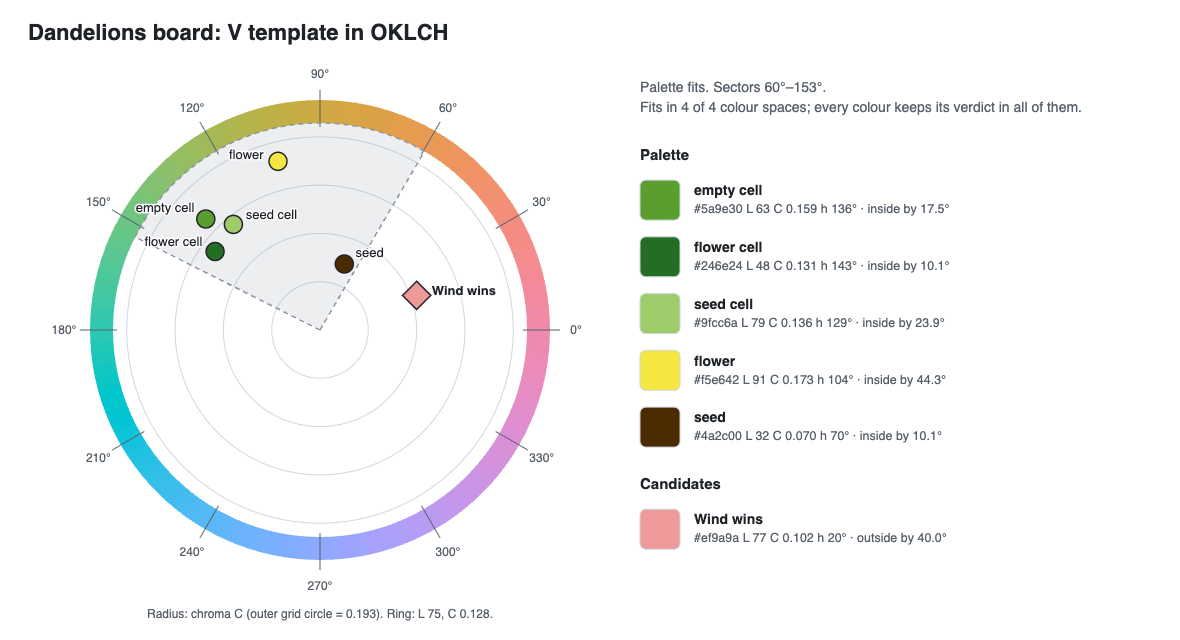 Dandelions board: V template in OKLCH
90°
120°
60°
150°
30°
180°
0°
210°
330°
240°
300°
270°
flower
empty cell
seed cell
flower cell
seed
Wind wins
Radius: chroma C (outer grid circle = 0.193). Ring: L 75, C 0.128.
Palette fits. Sectors 60°–153°.
Fits in 4 of 4 colour spaces; every colour keeps its verdict in all of them.
Palette
empty cell
#5a9e30 L 63 C 0.159 h 136° · inside by 17.5°
flower cell
#246e24 L 48 C 0.131 h 143° · inside by 10.1°
seed cell
#9fcc6a L 79 C 0.136 h 129° · inside by 23.9°
flower
#f5e642 L 91 C 0.173 h 104° · inside by 44.3°
seed
#4a2c00 L 32 C 0.070 h 70° · inside by 10.1°
Candidates
Wind wins
#ef9a9a L 77 C 0.102 h 20° · outside by 40.0°